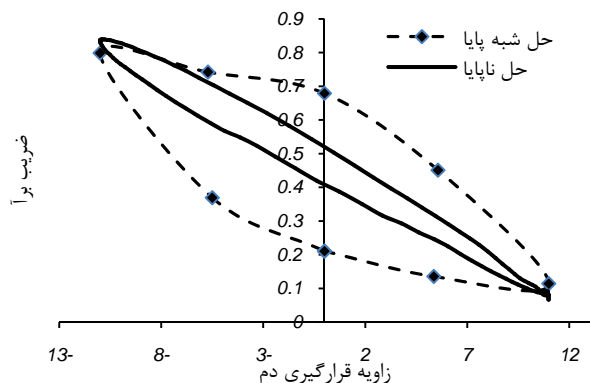 حل شبه پایا
حل ناپایا
ضریب برآ
0.9
0.8
0.7
0.6
0.5
0.4
0.3
0.2
0.1
0
13- 8- 3- 2 7 12
زاویه قرارگیری دم